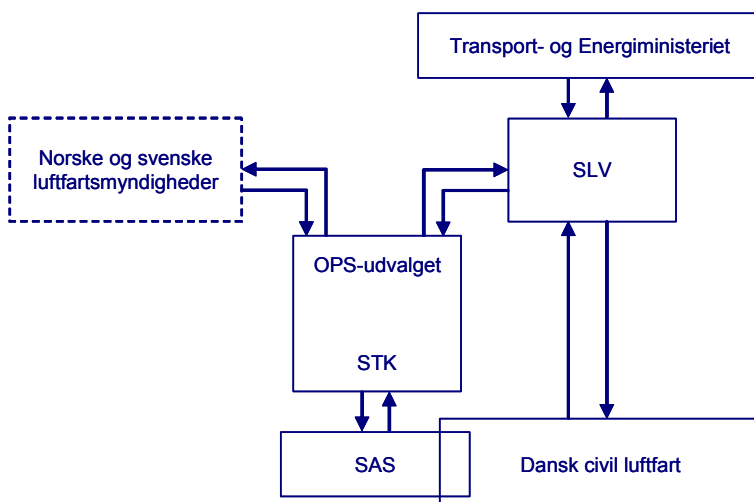 Transport- og Energiministeriet
Norske og svenske
luftfartsmyndigheder
SLV
OPS-udvalget
STK
SAS
Dansk civil luftfart